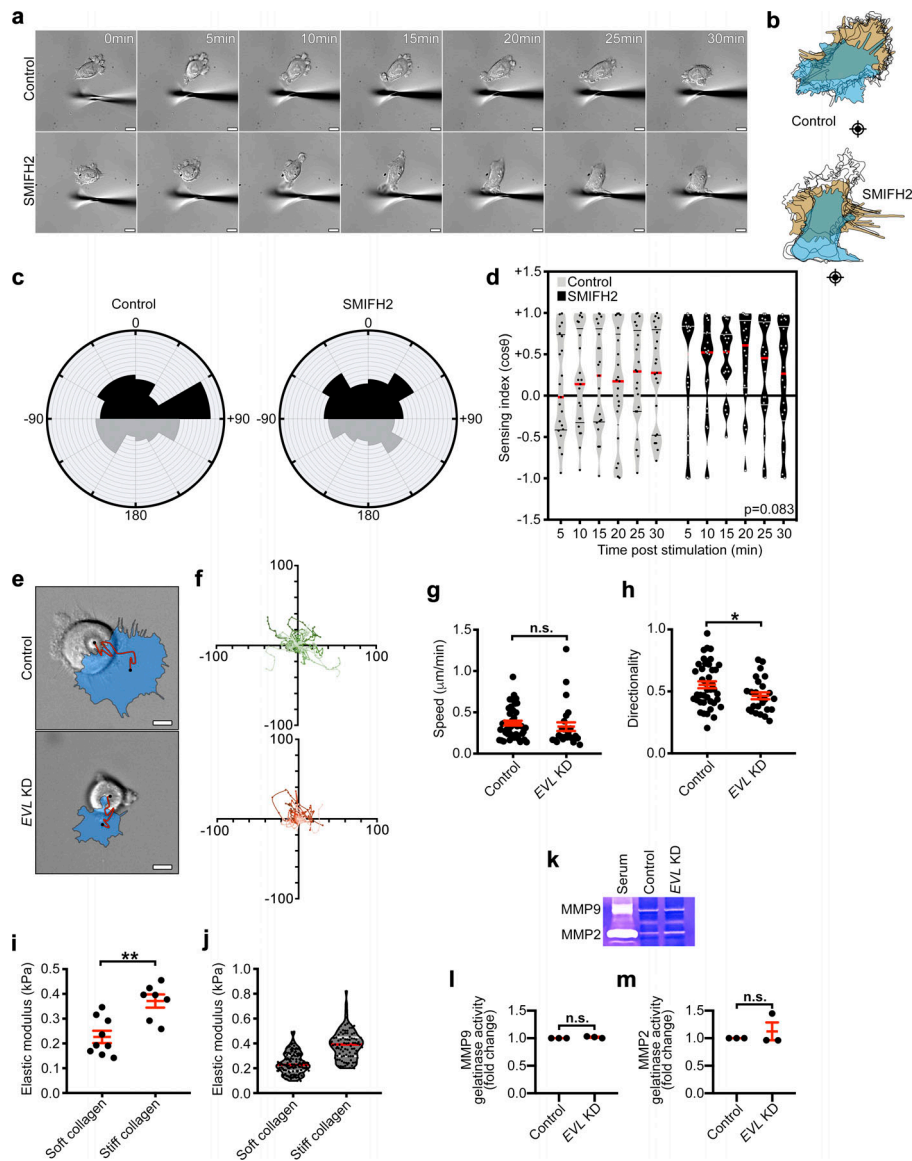 a
0min 5min 10min 15min 20min 25min 30min
Control
SMIFH2
b
Control
SMIFH2
c
Control
0
-90
+90
180
SMIFH2
0
-90
+90
180
d
Control
SMIFH2
Sensing index (cosθ)
+1.5
+1.0
+0.5
0.0
-0.5
-1.0
-1.5
p=0.083
5 10 15 20 25 30 5 10 15 20 25 30
Time post stimulation (min)
e
Control
EVL KD
f
100
-100 100
-100
100
-100 100
-100
g
n.s.
Speed (μm/min)
1.5
1.0
0.5
0.0
Control
EVL KD
h
*
Directionality
1.0
0.5
0.0
Control
EVL KD
i
**
Elastic modulus (kPa)
0.5
0.4
0.3
0.2
0.1
0.0
Soft collagen
Stiff collagen
j
Elastic modulus (kPa)
1.0
0.8
0.6
0.4
0.2
0.0
Soft collagen
Stiff collagen
k
Serum
Control
EVL KD
MMP9
MMP2
l
n.s.
MMP9
gelatinase activity
(fold change)
1.5
1.0
0.5
0.0
Control
EVL KD
m
n.s.
MMP2
gelatinase activity
(fold change)
1.5
1.0
0.5
0.0
Control
EVL KD